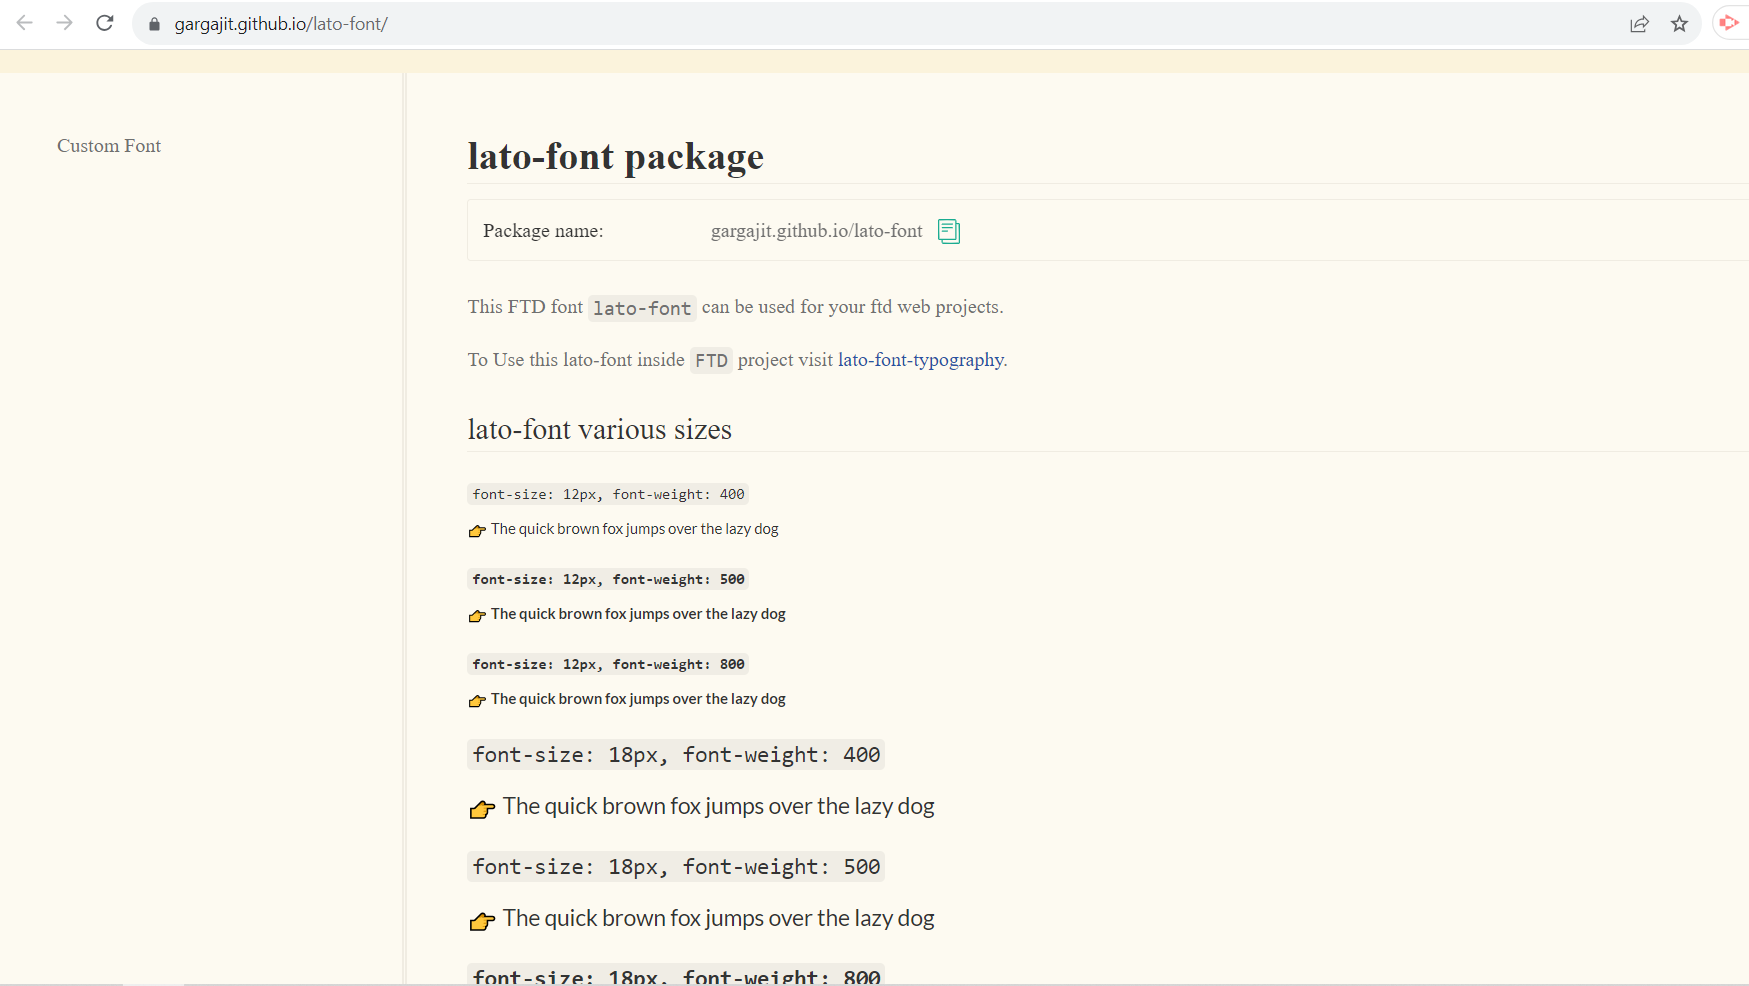 gargajit.github.io/lato-font/
Custom Font
lato-font package
Package name: gargajit.github.io/lato-font
This FTD font lato-font can be used for your ftd web projects.
To Use this lato-font inside FTD project visit lato-font-typography.
lato-font various sizes
font-size: 12px, font-weight: 400
👉 The quick brown fox jumps over the lazy dog
font-size: 12px, font-weight: 500
👉 The quick brown fox jumps over the lazy dog
font-size: 12px, font-weight: 800
👉 The quick brown fox jumps over the lazy dog
font-size: 18px, font-weight: 400
👉 The quick brown fox jumps over the lazy dog
font-size: 18px, font-weight: 500
👉 The quick brown fox jumps over the lazy dog
font-size: 18px, font-weight: 800